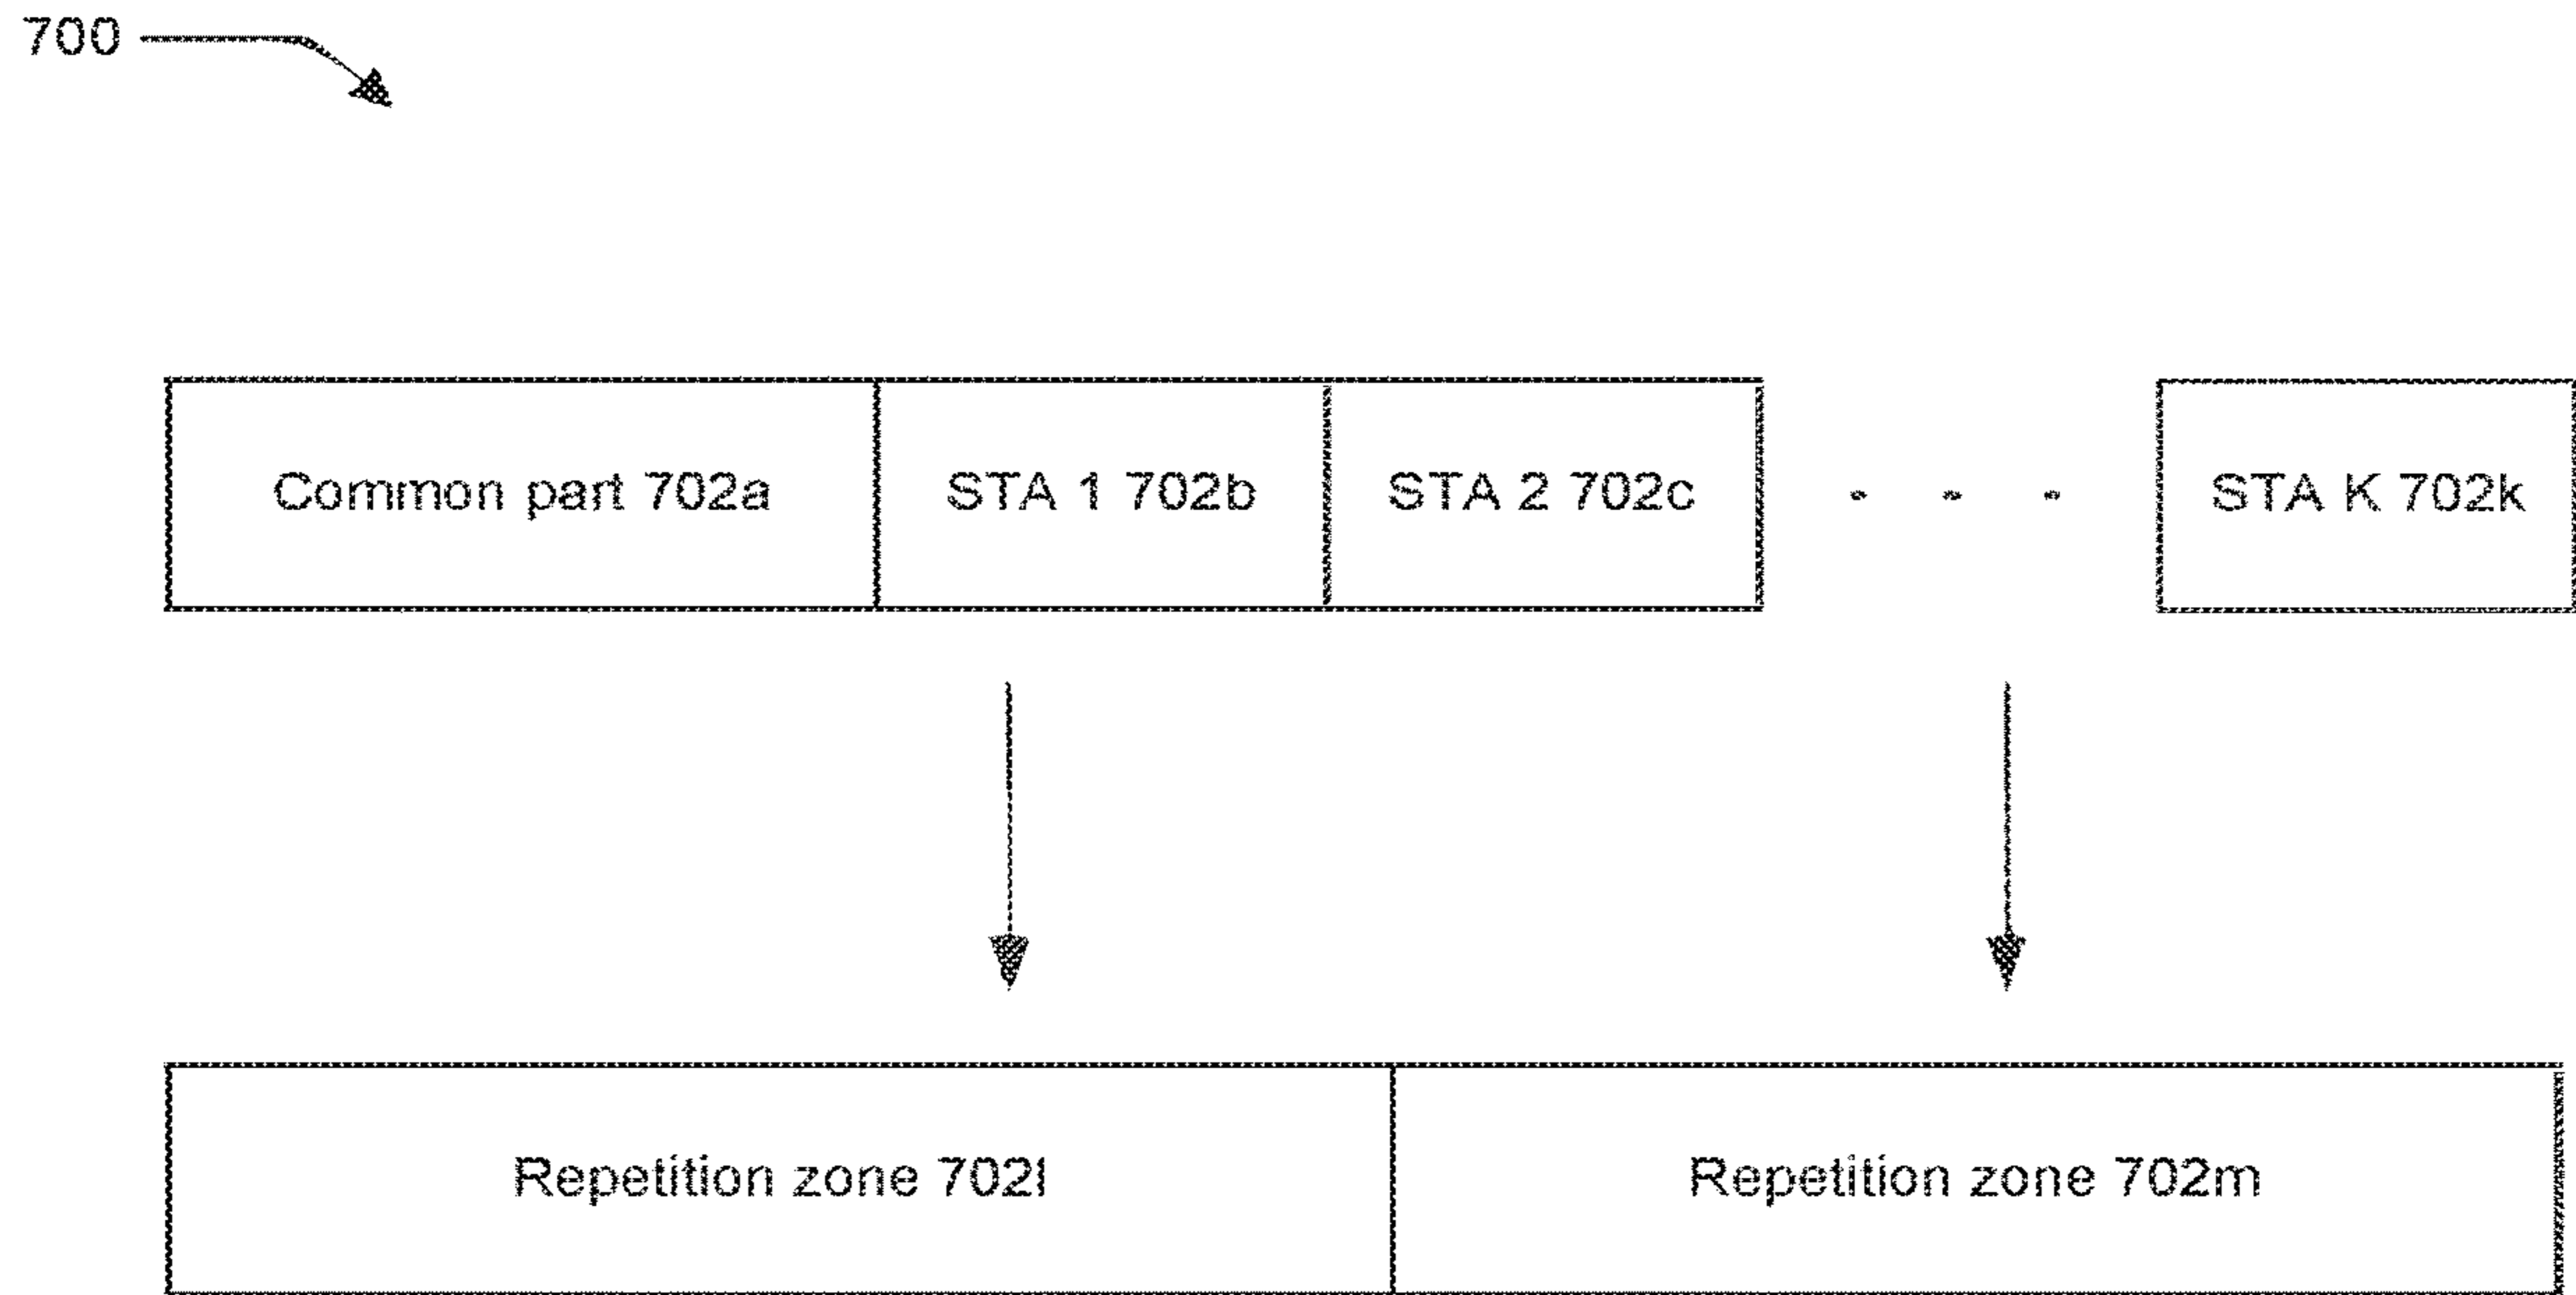 700
Common part 702a STA 1 702b STA 2 702c - - - STA K 702k
Repetition zone 702l Repetition zone 702m